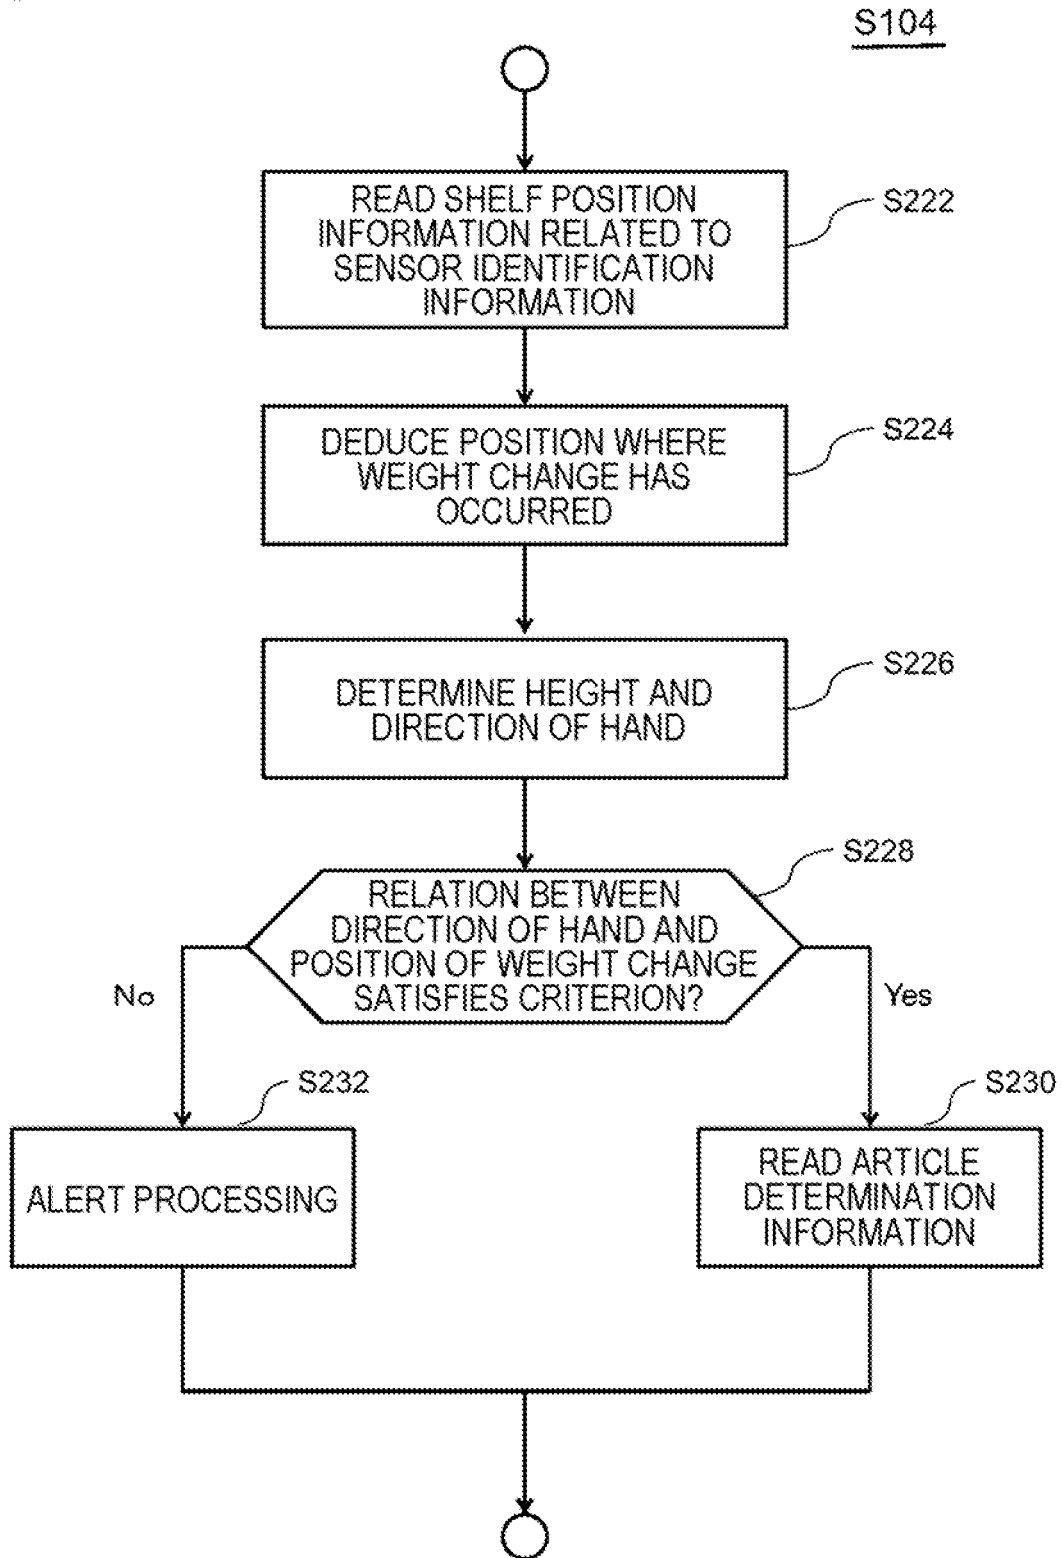 S104
READ SHELF POSITION
INFORMATION RELATED TO
SENSOR IDENTIFICATION
INFORMATION
S222
DEDUCE POSITION WHERE
WEIGHT CHANGE HAS
OCCURRED
S224
DETERMINE HEIGHT AND
DIRECTION OF HAND
S226
RELATION BETWEEN
DIRECTION OF HAND AND
POSITION OF WEIGHT CHANGE
SATISFIES CRITERION?
S228
No
Yes
S232
ALERT PROCESSING
S230
READ ARTICLE
DETERMINATION
INFORMATION